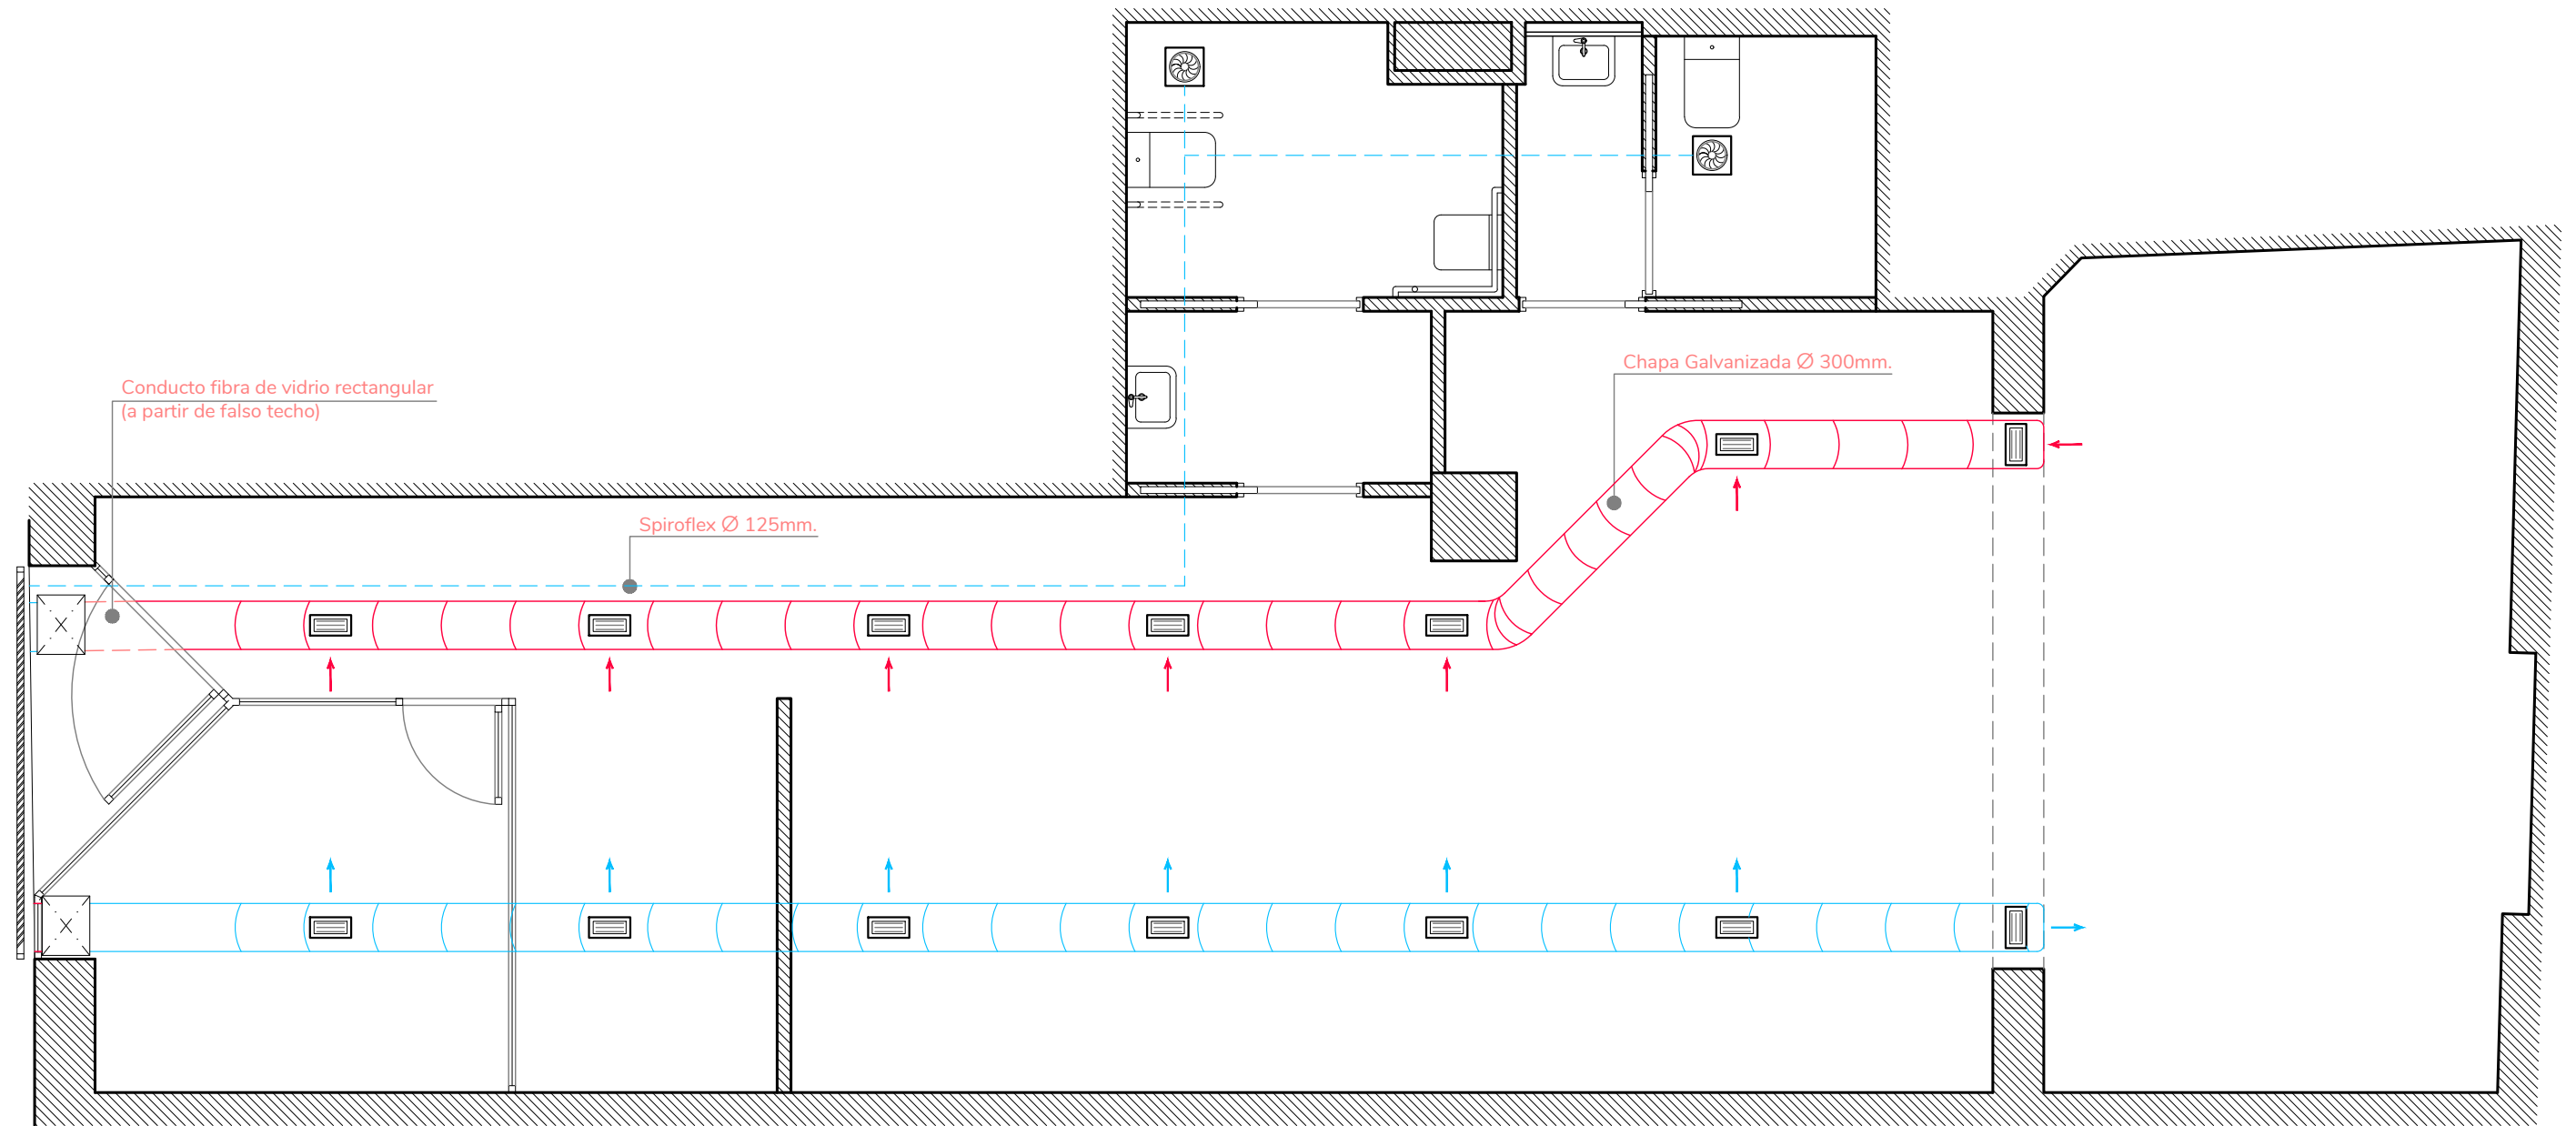 Chapa Galvanizada Ø 300mm.
Conducto fibra de vidrio rectangular
(a partir de falso techo)
Spiroflex Ø 125mm.